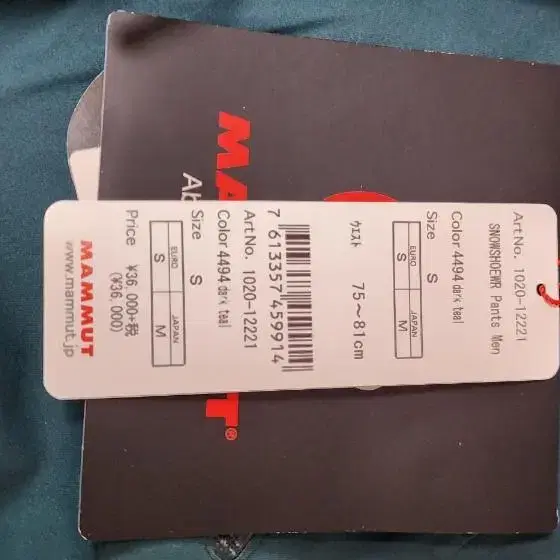 MAMMUT®
Art No. 1020-12221
SNOWSHOEWR Pants Men
Color 4494 dark teal
Size S
EURO JAPAN
S M
ウエスト 75～81cm
7 613357 459914
Art No. 1020-12221
Color 4494 dark teal
Size S
EURO JAPAN
S M
Price ¥36,000+税
(¥36,000)
MAMMUT
www.mammut.jp